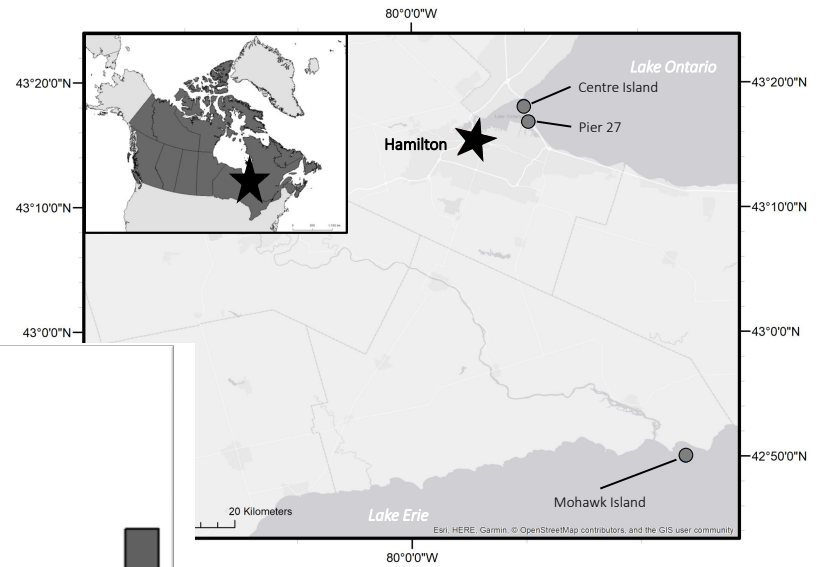 80°0'0"W
Lake Ontario
43°20'0"N
43°20'0"N
Centre Island
Pier 27
Hamilton
43°10'0"N
43°10'0"N
43°0'0"N
43°0'0"N
42°50'0"N
Mohawk Island
20 Kilometers
Lake Erie
Esri, HERE, Garmin, © OpenStreetMap contributors, and the GIS user community
80°0'0"W